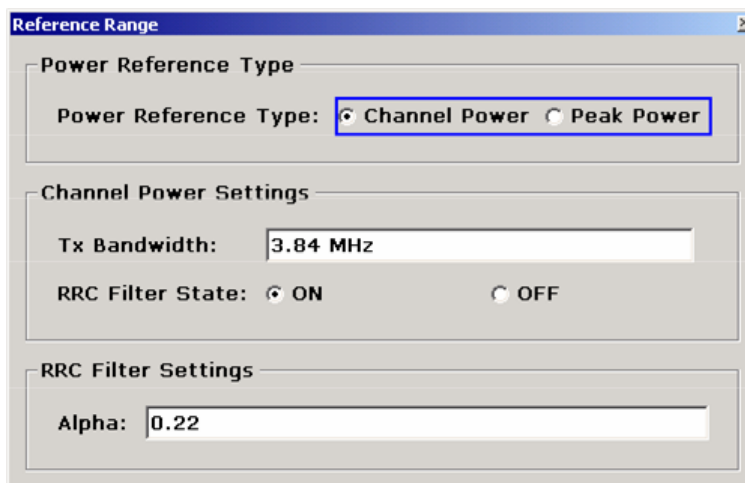 Reference Range
Power Reference Type
Power Reference Type: Channel Power Peak Power
Channel Power Settings
Tx Bandwidth: 3.84 MHz
RRC Filter State: ON OFF
RRC Filter Settings
Alpha: 0.22